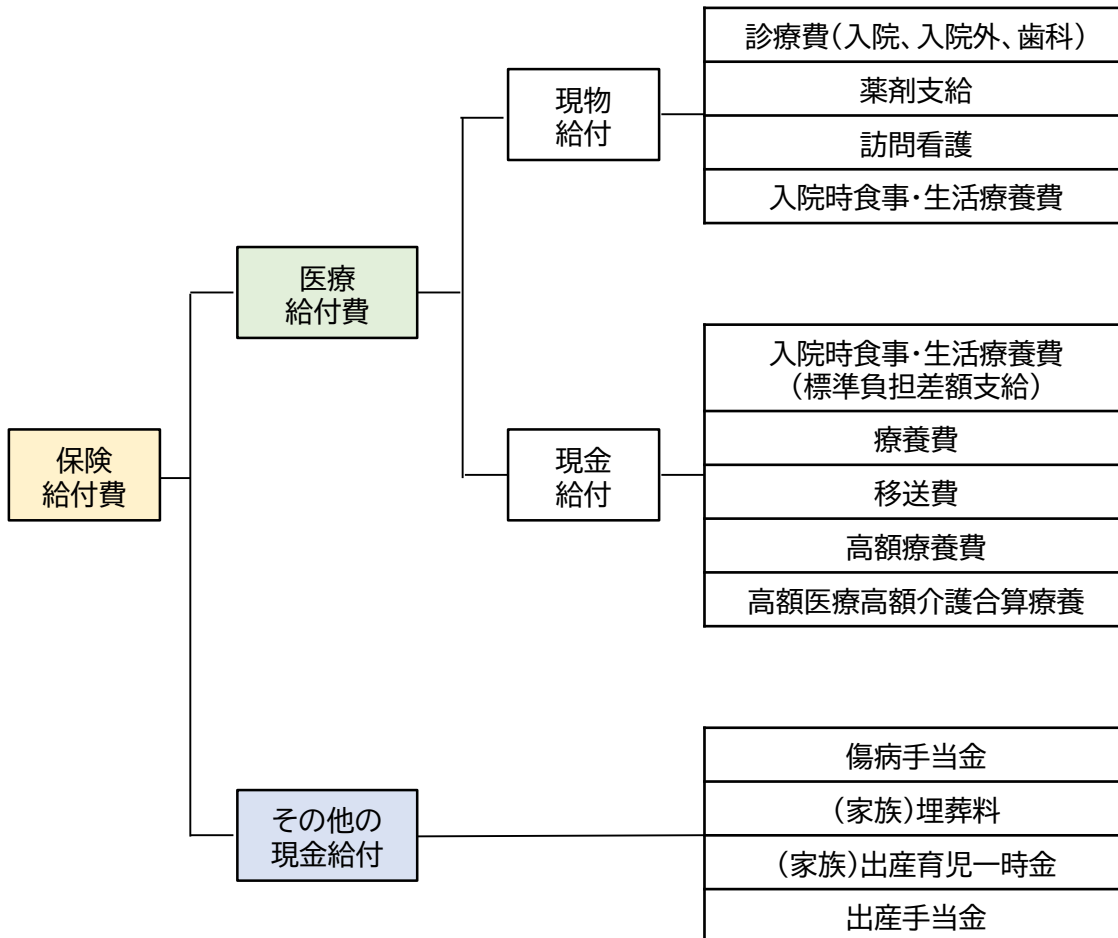 診療費(入院、入院外、歯科)
薬剤支給
訪問看護
入院時食事・生活療養費
現物
給付
医療
給付費
入院時食事・生活療養費
(標準負担差額支給)
療養費
移送費
高額療養費
高額医療高額介護合算療養
現金
給付
保険
給付費
傷病手当金
(家族)埋葬料
(家族)出産育児一時金
出産手当金
その他の
現金給付